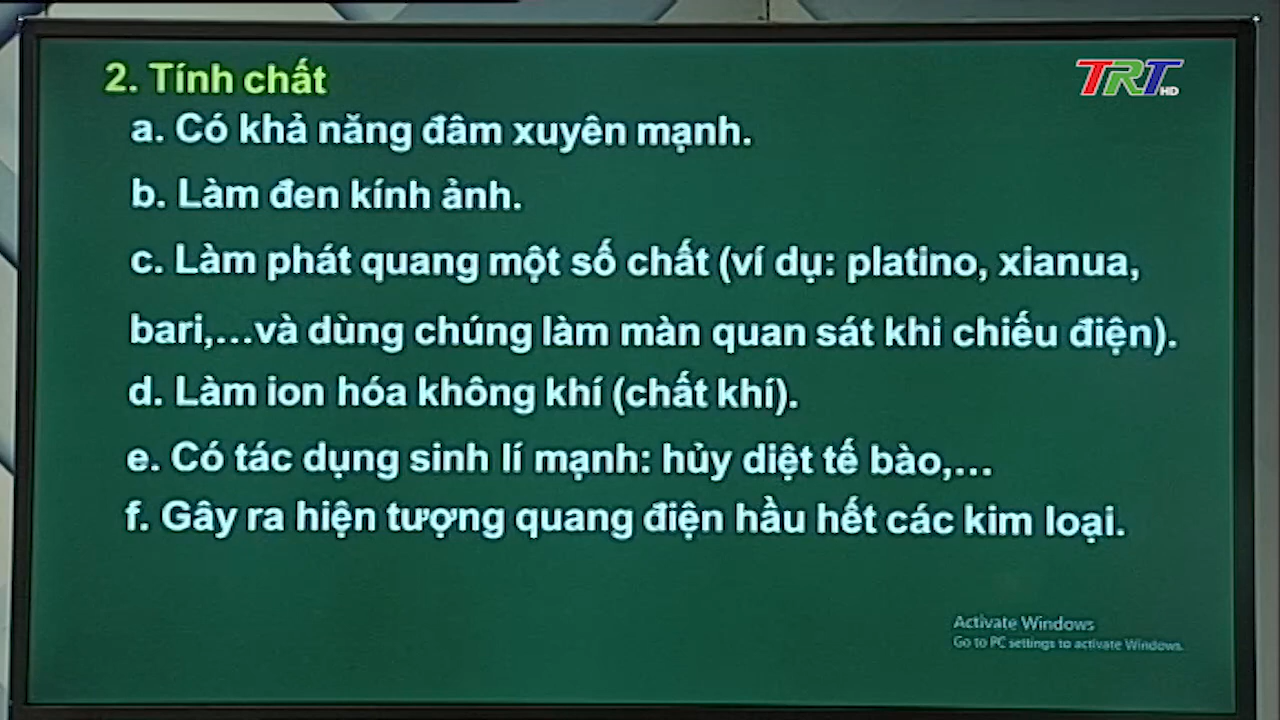 2. Tính chất
TRT HD
a. Có khả năng đâm xuyên mạnh.
b. Làm đen kính ảnh.
c. Làm phát quang một số chất (ví dụ: platino, xianua,
bari,...và dùng chúng làm màn quan sát khi chiếu điện).
d. Làm ion hóa không khí (chất khí).
e. Có tác dụng sinh lí mạnh: hủy diệt tế bào,...
f. Gây ra hiện tượng quang điện hầu hết các kim loại.
Activate Windows
Go to PC settings to activate Windows.